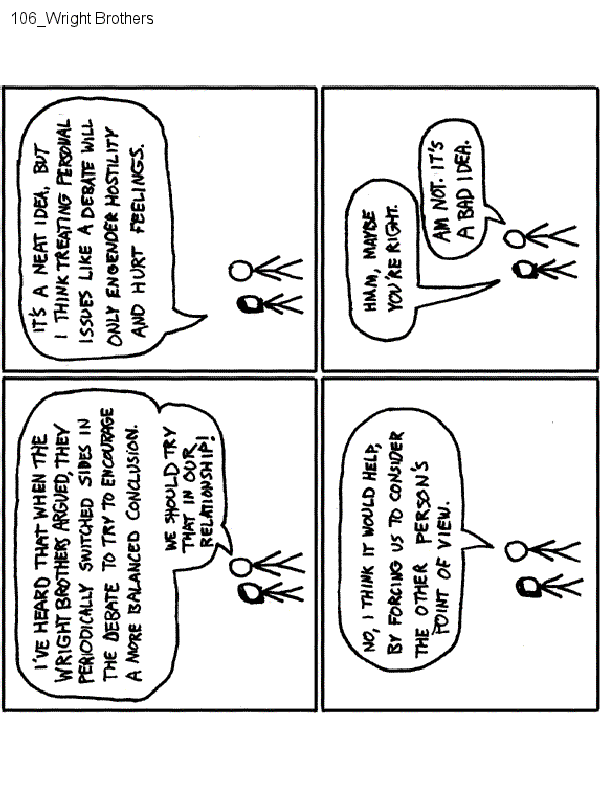 106_Wright Brothers
I'VE HEARD THAT WHEN THE
WRIGHT BROTHERS ARGUED, THEY
PERIODICALLY SWITCHED SIDES IN
THE DEBATE TO TRY TO ENCOURAGE
A MORE BALANCED CONCLUSION.
WE SHOULD TRY
THAT IN OUR
RELATIONSHIP!
IT'S A NEAT IDEA, BUT
I THINK TREATING PERSONAL
ISSUES LIKE A DEBATE WILL
ONLY ENGENDER HOSTILITY
AND HURT FEELINGS.
NO, I THINK IT WOULD HELP,
BY FORCING US TO CONSIDER
THE OTHER PERSON'S
POINT OF VIEW.
HMM, MAYBE
YOU'RE RIGHT.
AM NOT. IT'S
A BAD IDEA.